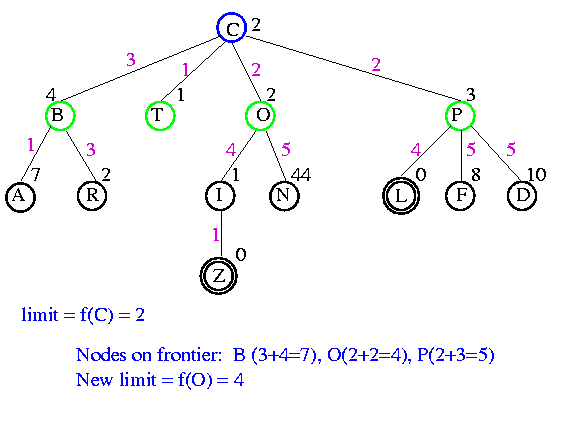 C 2
3 1 2 2
4 B T 1 O 2 P 3
1 3 4 5 4 5 5
A 7 R 2 I 1 N 44 L 0 F 8 D 10
1
Z 0
limit = f(C) = 2
Nodes on frontier: B (3+4=7), O(2+2=4), P(2+3=5)
New limit = f(O) = 4